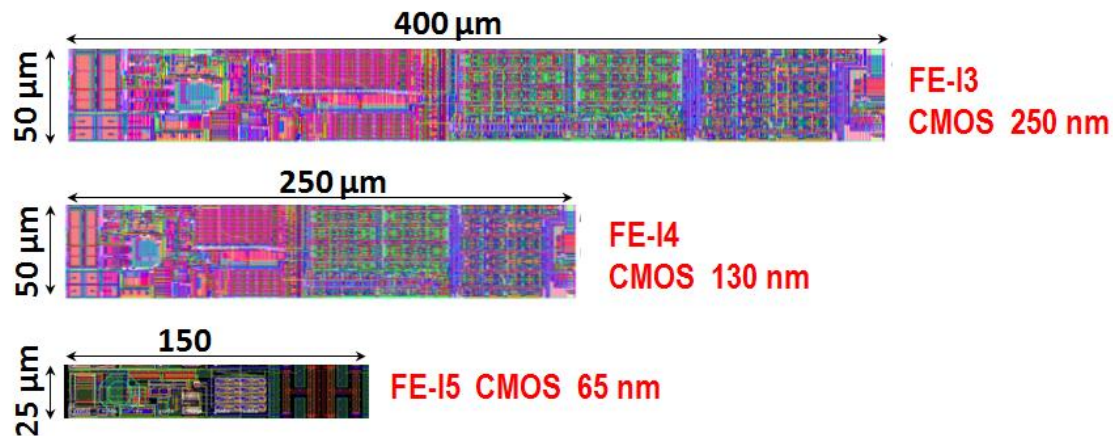 400 µm
50 µm
FE-I3
CMOS 250 nm
250 µm
50 µm
FE-I4
CMOS 130 nm
150
25 µm
FE-I5 CMOS 65 nm